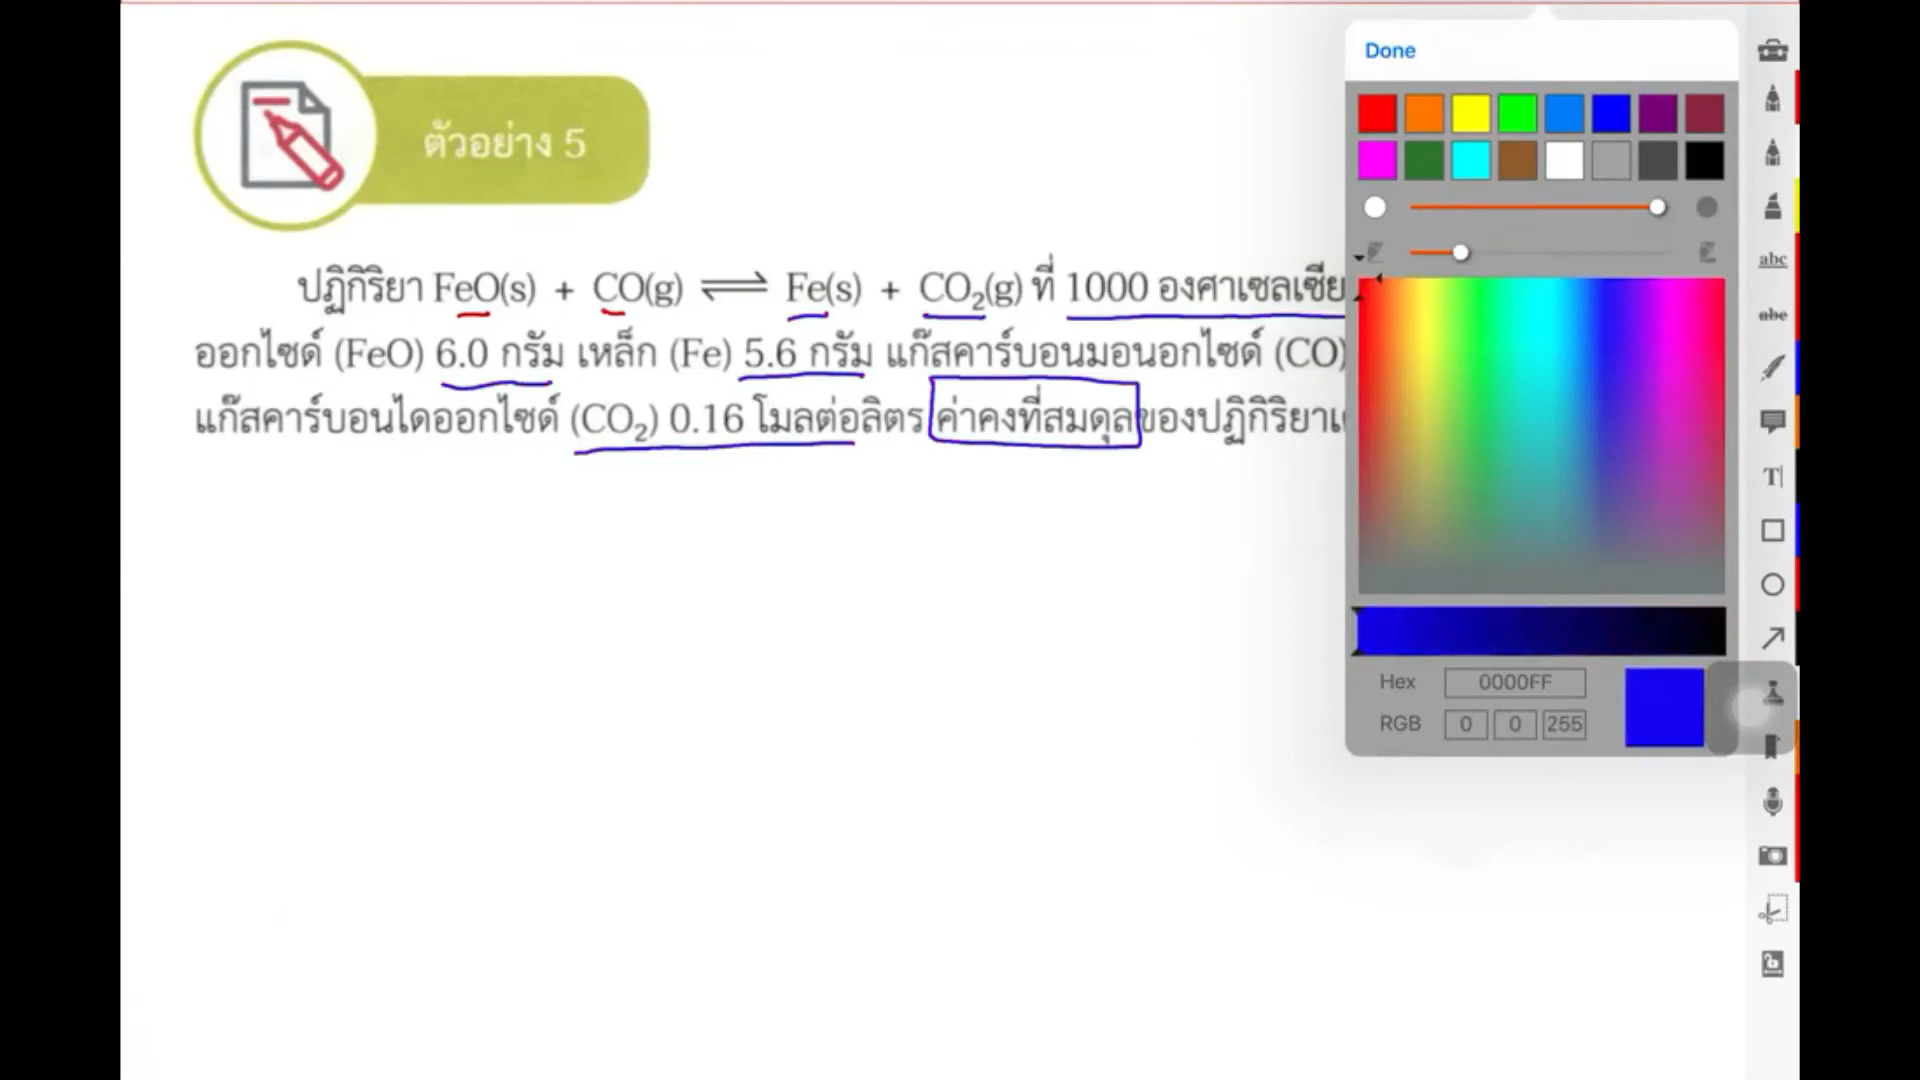 Done
ตัวอย่าง 5
ปฏิกิริยา FeO(s) + CO(g) ⇌ Fe(s) + CO₂(g) ที่ 1000 องศาเซลเซีย
ออกไซด์ (FeO) 6.0 กรัม เหล็ก (Fe) 5.6 กรัม แก๊สคาร์บอนมอนอกไซด์ (CO)
แก๊สคาร์บอนไดออกไซด์ (CO₂) 0.16 โมลต่อลิตร ค่าคงที่สมดุลของปฏิกิริยา
abc
abc
T
Hex 0000FF
RGB 0 0 255